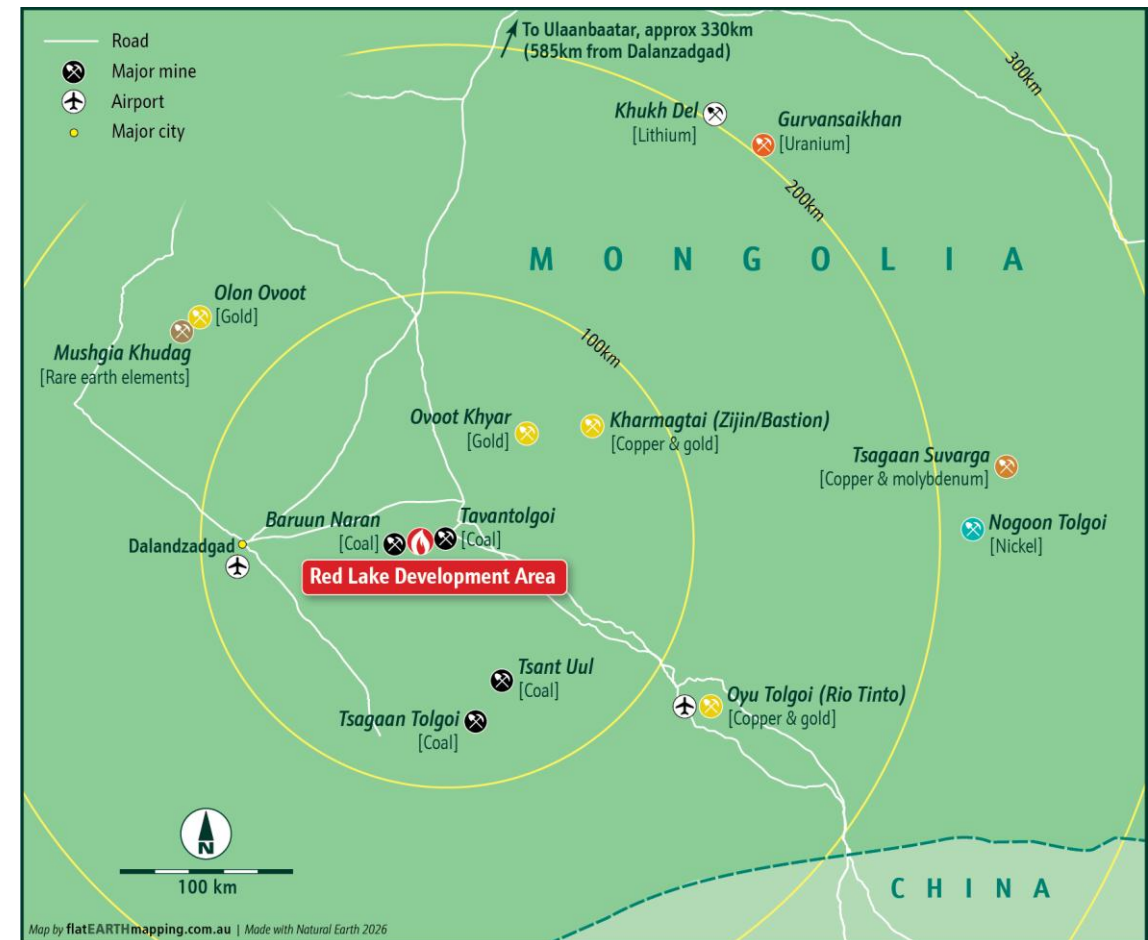 Road
Major mine
Airport
Major city
To Ulaanbaatar, approx 330km
(585km from Dalanzadgad)
300km
Khukh Del
[Lithium]
Gurvansaikhan
[Uranium]
200km
MONGOLIA
Olon Ovoot
[Gold]
Mushgia Khudag
[Rare earth elements]
100km
Ovoot Khyar
[Gold]
Kharmagtai (Zijin/Bastion)
[Copper & gold]
Tsagaan Suvarga
[Copper & molybdenum]
Nogoon Tolgoi
[Nickel]
Baruun Naran
[Coal]
Tavantolgoi
[Coal]
Dalandzadgad
Red Lake Development Area
Tsant Uul
[Coal]
Tsagaan Tolgoi
[Coal]
Oyu Tolgoi (Rio Tinto)
[Copper & gold]
N
100 km
CHINA
Map by flatEARTHmapping.com.au | Made with Natural Earth 2026